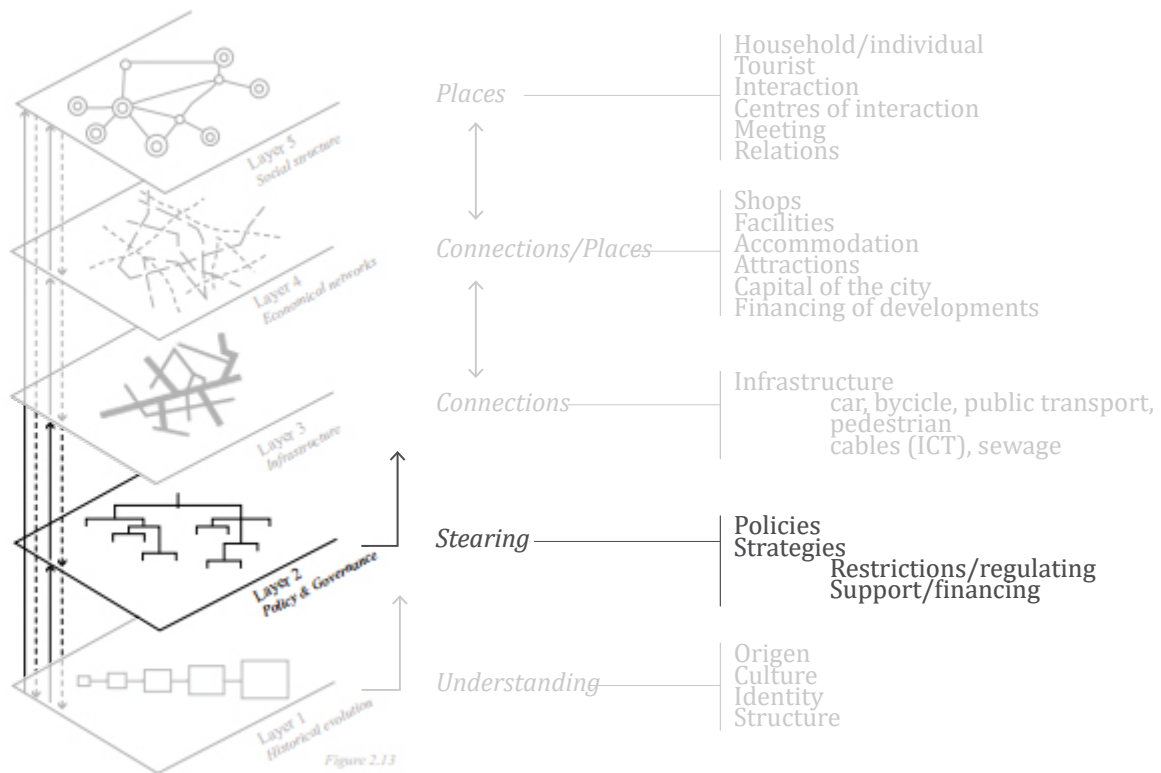 Household/individual
Tourist
Places
Interaction
Centres of interaction
Meeting
Relations
Layer 5
Social structure
Shops
Facilities
Connections/Places
Accommodation
Attractions
Capital of the city
Financing of developments
Layer 4
Economical networks
Infrastructure
Connections
car, bycicle, public transport,
pedestrian
cables (ICT), sewage
Layer 3
Infrastructure
Policies
Stearing
Strategies
Restrictions/regulating
Support/financing
Layer 2
Policy & Governance
Origen
Understanding
Culture
Identity
Structure
Layer 1
Historical evolution
Figure 2.13